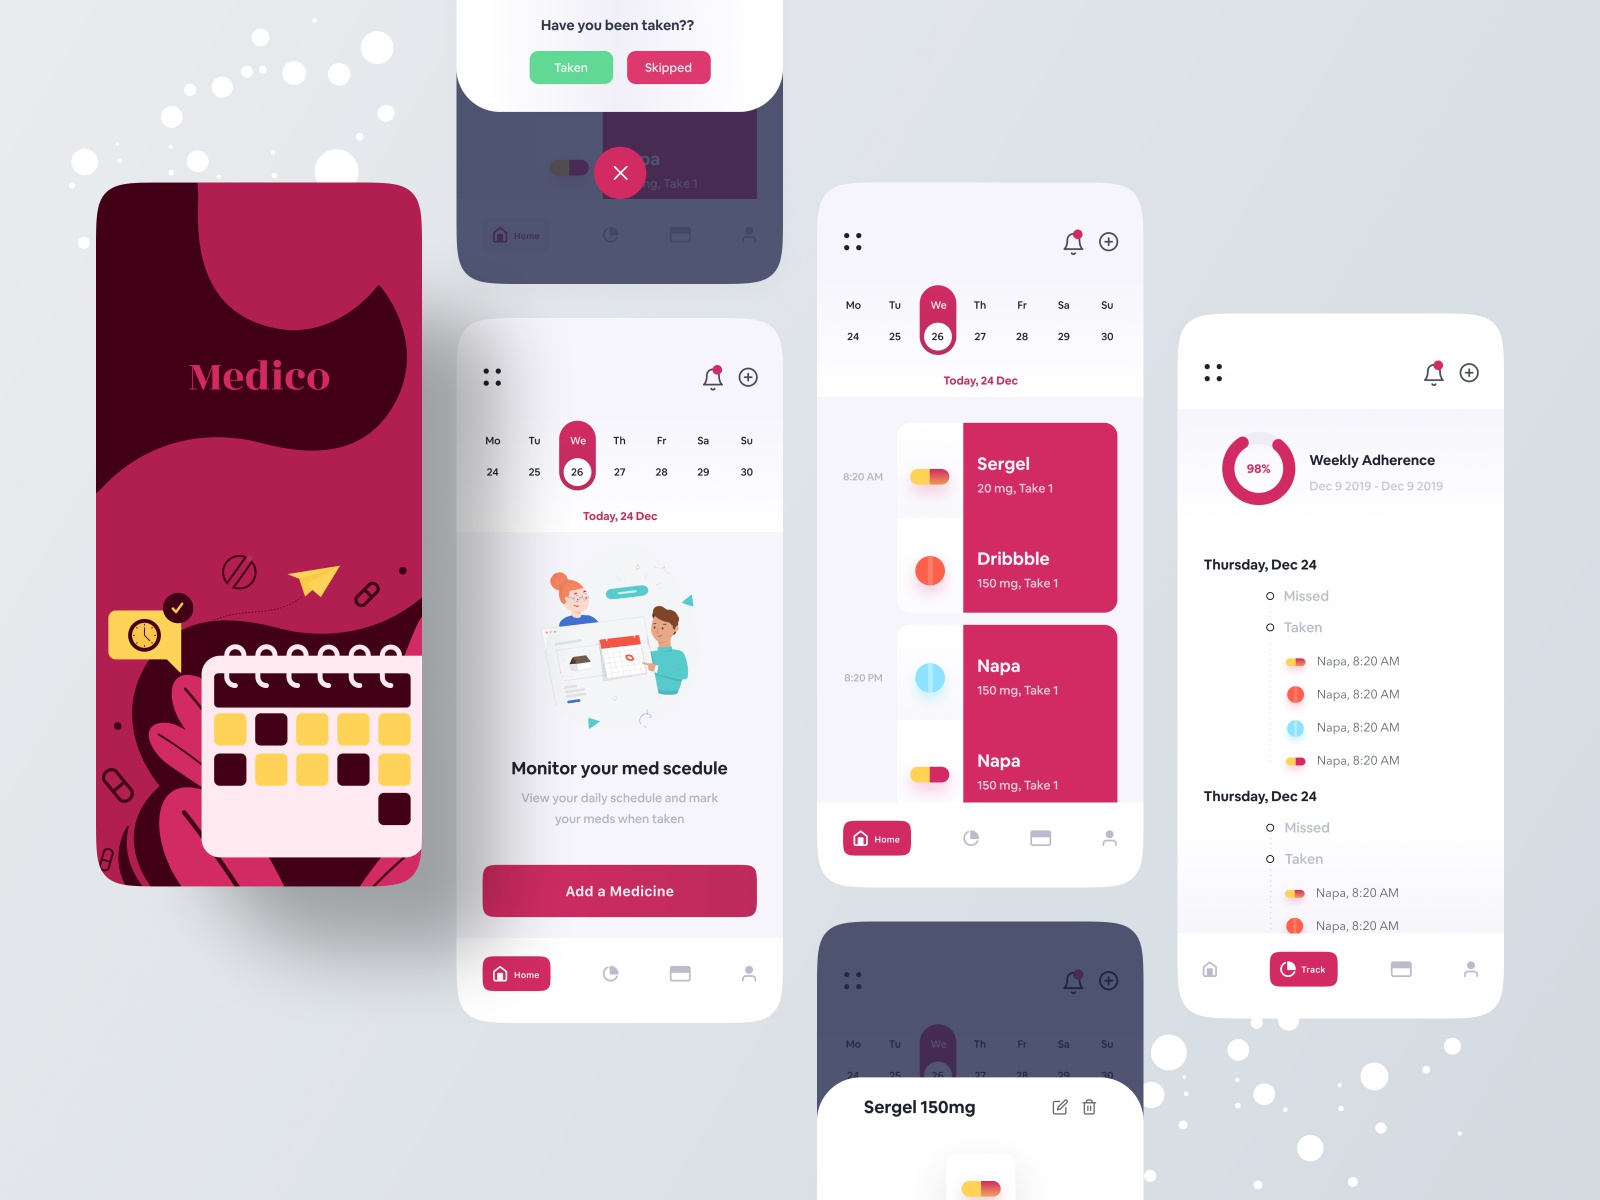 Have you been taken??
Taken Skipped
pa
ng, Take 1
Home
Medico
Mo Tu We Th Fr Sa Su
24 25 26 27 28 29 30
Today, 24 Dec
Monitor your med scedule
View your daily schedule and mark
your meds when taken
Add a Medicine
Home
Mo Tu We Th Fr Sa Su
24 25 26 27 28 29 30
Today, 24 Dec
8:20 AM
Sergel
20 mg, Take 1
Dribbble
150 mg, Take 1
8:20 PM
Napa
150 mg, Take 1
Napa
150 mg, Take 1
Home
Mo Tu We Th Fr Sa Su
24 25 26 27 28 29 30
Sergel 150mg
98%
Weekly Adherence
Dec 9 2019 - Dec 9 2019
Thursday, Dec 24
Missed
Taken
Napa, 8:20 AM
Napa, 8:20 AM
Napa, 8:20 AM
Napa, 8:20 AM
Thursday, Dec 24
Missed
Taken
Napa, 8:20 AM
Napa, 8:20 AM
Track